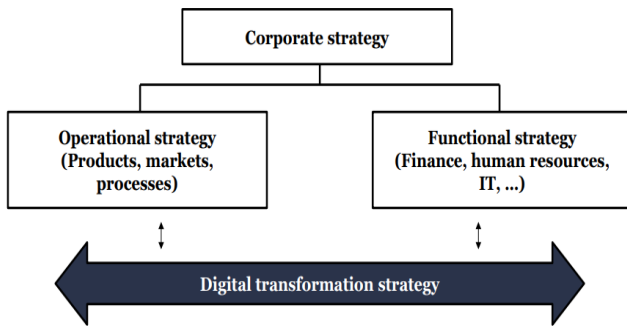 Corporate strategy
Operational strategy
(Products, markets,
processes)
Functional strategy
(Finance, human resources,
IT, ...)
Digital transformation strategy